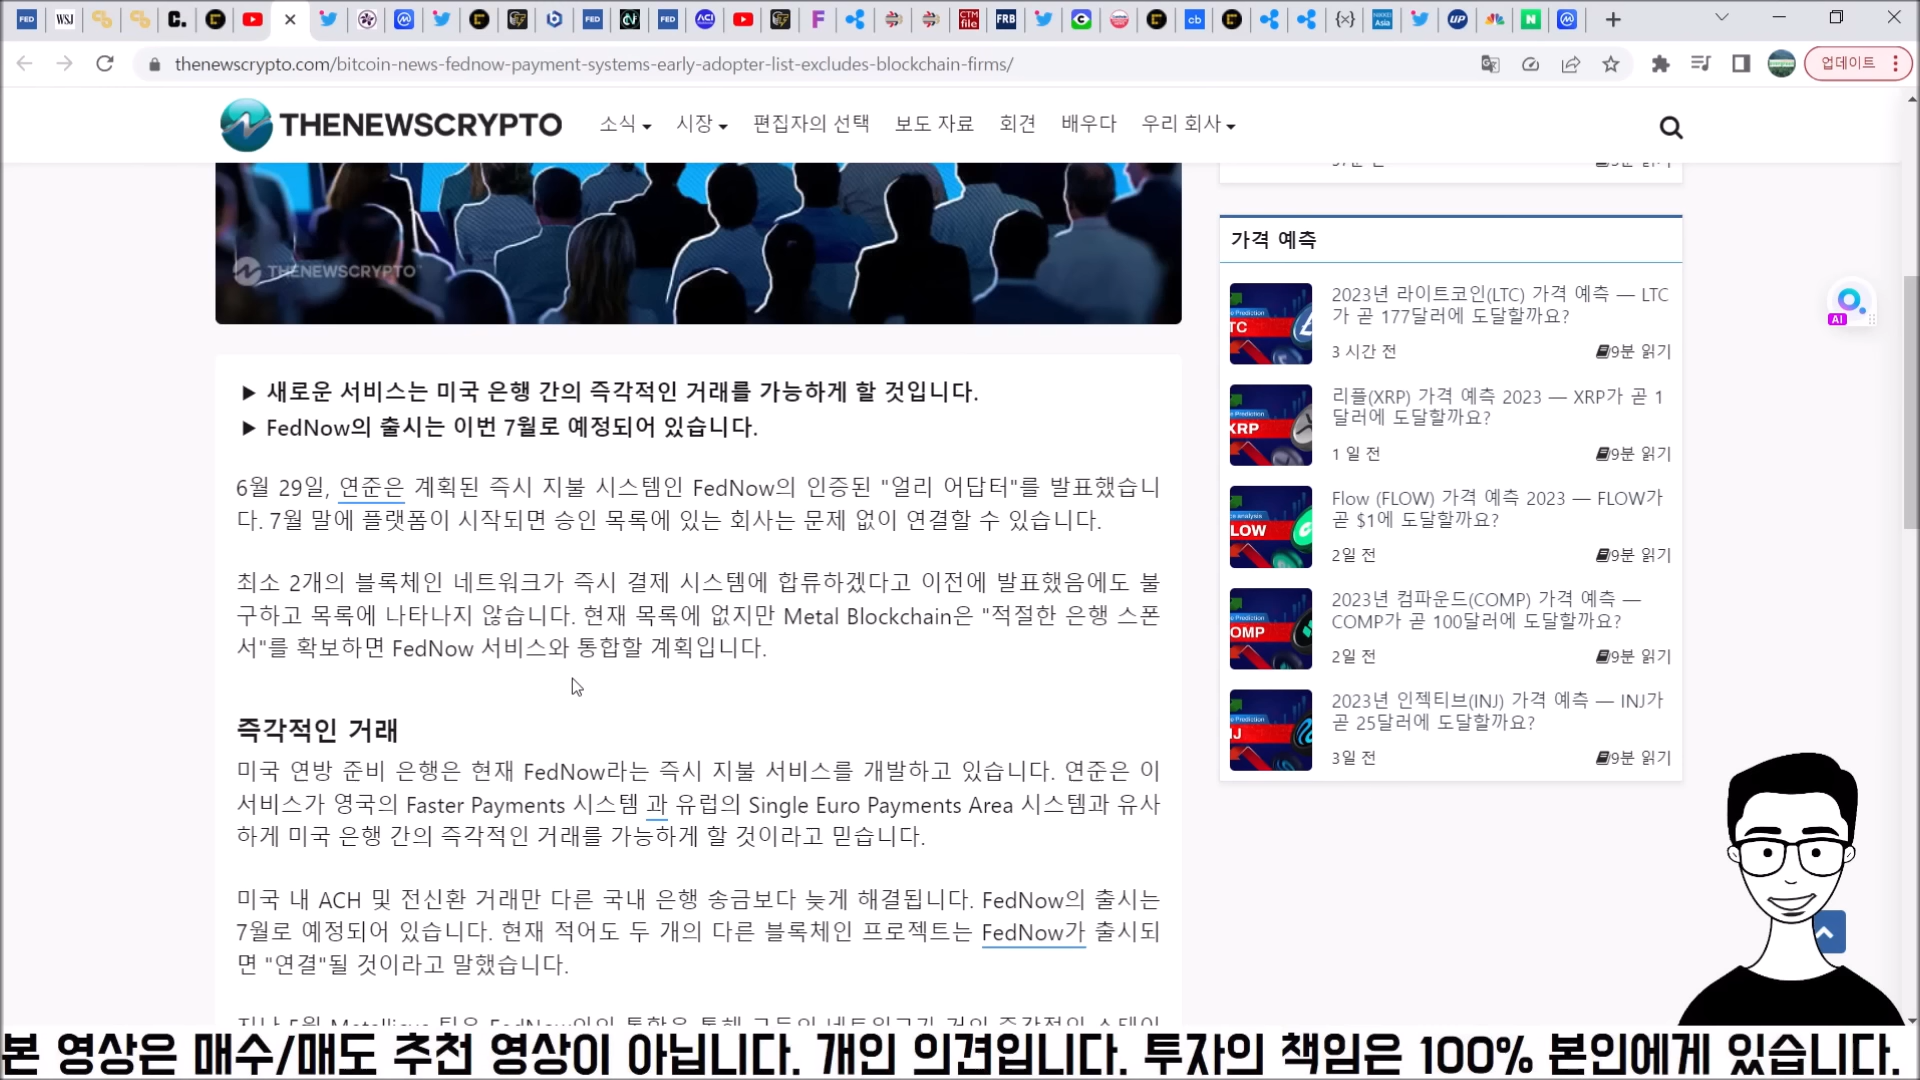 FED
WSJ
C.
FED
FED
ACI
F
CTM
file
FRB
C
cb
{x}
NIKKEI
Asia
UP
N
thenewscrypto.com/bitcoin-news-fednow-payment-systems-early-adopter-list-excludes-blockchain-firms/
업데이트
THENEWSCRYPTO
소식
시장
편집자의 선택
보도 자료
회견
배우다
우리 회사
THENEWSCRYPTO
▶ 새로운 서비스는 미국 은행 간의 즉각적인 거래를 가능하게 할 것입니다.
▶ FedNow의 출시는 이번 7월로 예정되어 있습니다.
6월 29일, 연준은 계획된 즉시 지불 시스템인 FedNow의 인증된 "얼리 어답터"를 발표했습니
다. 7월 말에 플랫폼이 시작되면 승인 목록에 있는 회사는 문제 없이 연결할 수 있습니다.
최소 2개의 블록체인 네트워크가 즉시 결제 시스템에 합류하겠다고 이전에 발표했음에도 불
구하고 목록에 나타나지 않습니다. 현재 목록에 없지만 Metal Blockchain은 "적절한 은행 스폰
서"를 확보하면 FedNow 서비스와 통합할 계획입니다.
즉각적인 거래
미국 연방 준비 은행은 현재 FedNow라는 즉시 지불 서비스를 개발하고 있습니다. 연준은 이
서비스가 영국의 Faster Payments 시스템 과 유럽의 Single Euro Payments Area 시스템과 유사
하게 미국 은행 간의 즉각적인 거래를 가능하게 할 것이라고 믿습니다.
미국 내 ACH 및 전신환 거래만 다른 국내 은행 송금보다 늦게 해결됩니다. FedNow의 출시는
7월로 예정되어 있습니다. 현재 적어도 두 개의 다른 블록체인 프로젝트는 FedNow가 출시되
면 "연결"될 것이라고 말했습니다.
가격 예측
2023년 라이트코인(LTC) 가격 예측 — LTC
가 곧 177달러에 도달할까요?
3 시간 전
9분 읽기
리플(XRP) 가격 예측 2023 — XRP가 곧 1
달러에 도달할까요?
1 일 전
9분 읽기
Flow (FLOW) 가격 예측 2023 — FLOW가
곧 $1에 도달할까요?
2일 전
9분 읽기
2023년 컴파운드(COMP) 가격 예측 —
COMP가 곧 100달러에 도달할까요?
2일 전
9분 읽기
2023년 인젝티브(INJ) 가격 예측 — INJ가
곧 25달러에 도달할까요?
3일 전
9분 읽기
AI
본 영상은 매수/매도 추천 영상이 아닙니다. 개인 의견입니다. 투자의 책임은 100% 본인에게 있습니다.